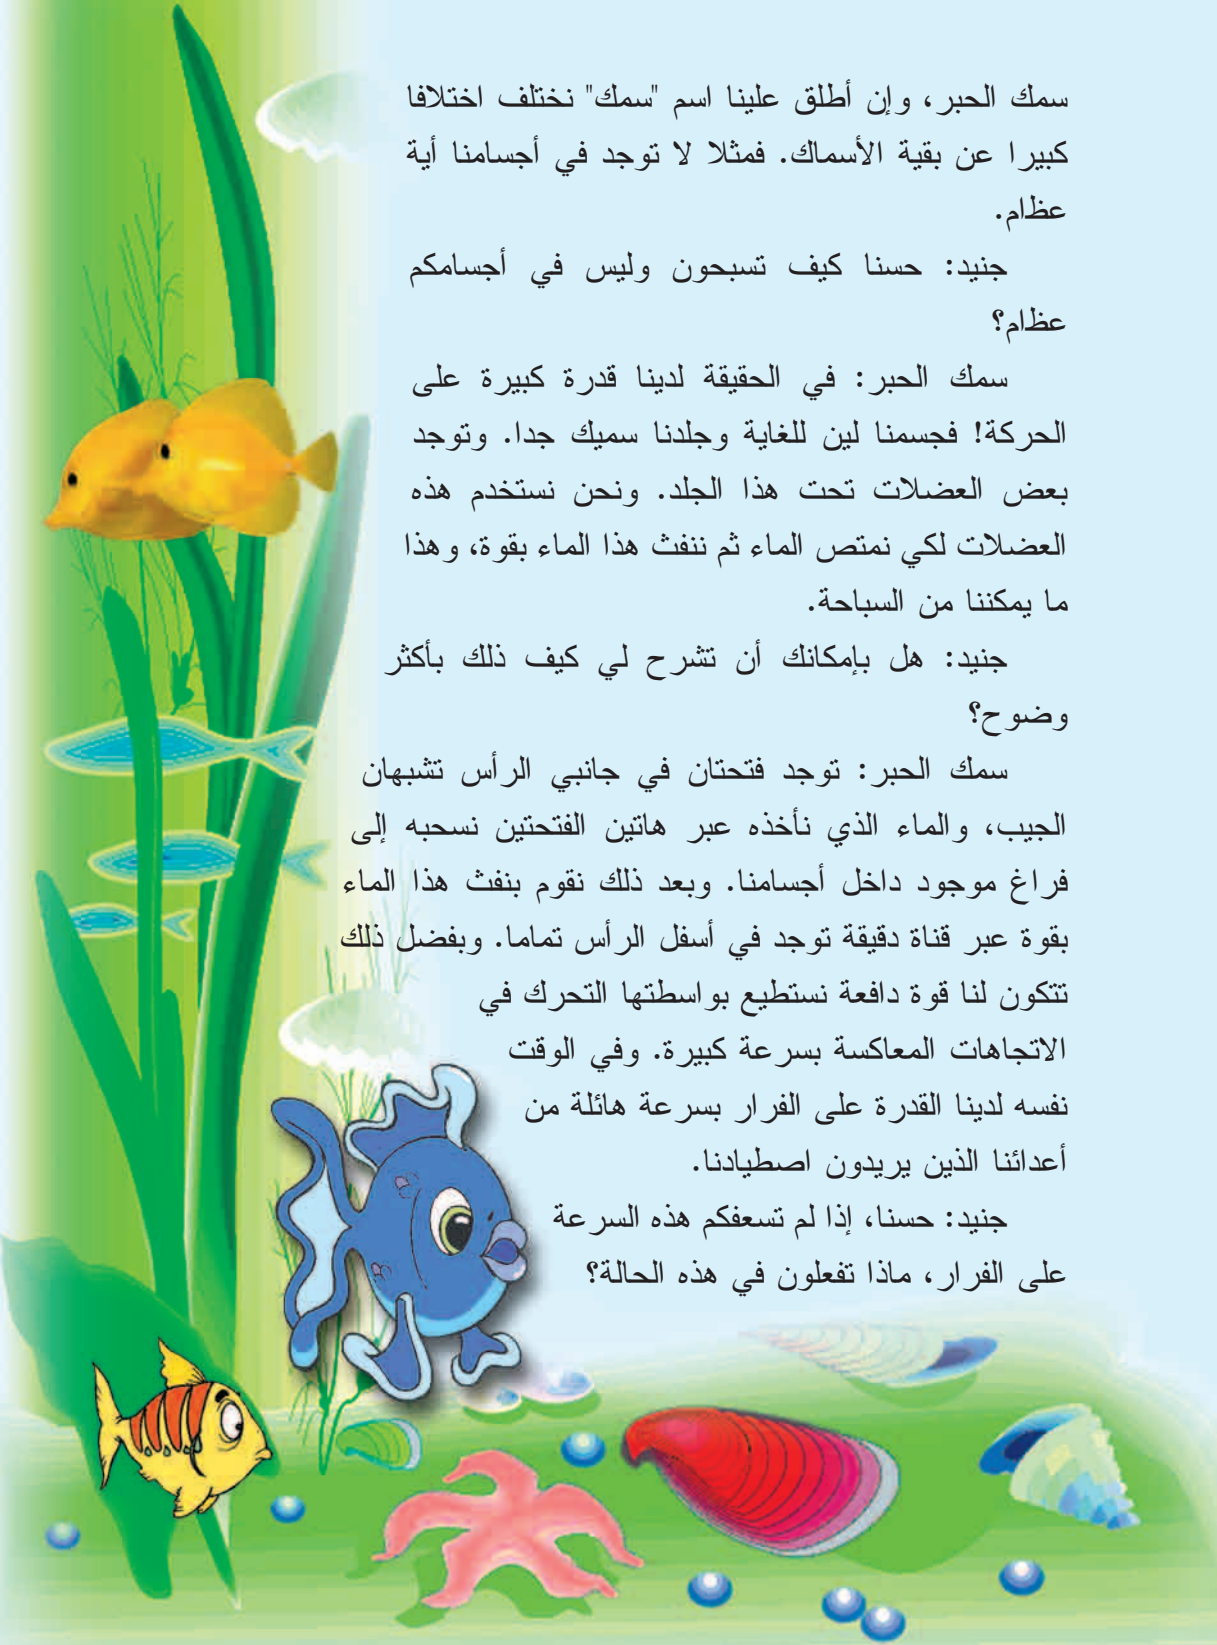 سمك الحبر، وإن أطلق علينا اسم "سمك" نختلف اختلافا
كبيرا عن بقية الأسماك. فمثلا لا توجد في أجسامنا أية
عظام.
جنيد: حسنا كيف تسبحون وليس في أجسامكم
عظام؟
سمك الحبر: في الحقيقة لدينا قدرة كبيرة على
الحركة! فجسمنا لين للغاية وجلدنا سميك جدا. وتوجد
بعض العضلات تحت هذا الجلد. ونحن نستخدم هذه
العضلات لكي نمتص الماء ثم ننفث هذا الماء بقوة، وهذا
ما يمكننا من السباحة.
جنيد: هل بإمكانك أن تشرح لي كيف ذلك بأكثر
وضوح؟
سمك الحبر: توجد فتحتان في جانبي الرأس تشبهان
الجيب، والماء الذي نأخذه عبر هاتين الفتحتين نسحبه إلى
فراغ موجود داخل أجسامنا. وبعد ذلك نقوم بنفث هذا الماء
بقوة عبر قناة دقيقة توجد في أسفل الرأس تماما. وبفضل ذلك
تتكون لنا قوة دافعة نستطيع بواسطتها التحرك في
الاتجاهات المعاكسة بسرعة كبيرة. وفي الوقت
نفسه لدينا القدرة على الفرار بسرعة هائلة من
أعدائنا الذين يريدون اصطيادنا.
جنيد: حسنا، إذا لم تسعفكم هذه السرعة
على الفرار، ماذا تفعلون في هذه الحالة؟